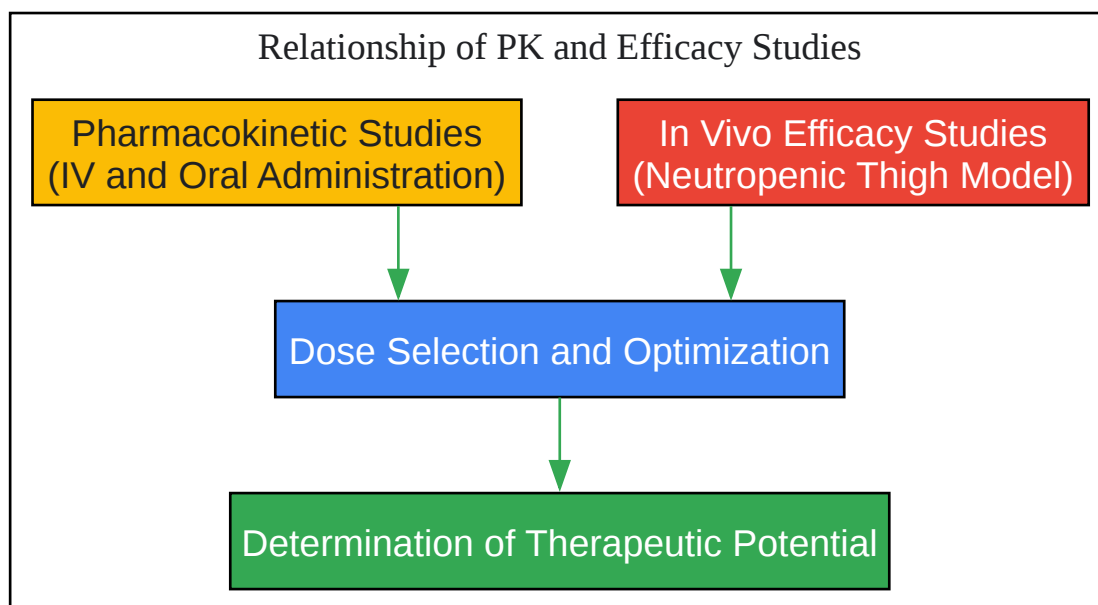 Relationship of PK and Efficacy Studies
Pharmacokinetic Studies
(IV and Oral Administration)
In Vivo Efficacy Studies
(Neutropenic Thigh Model)
Dose Selection and Optimization
Determination of Therapeutic Potential